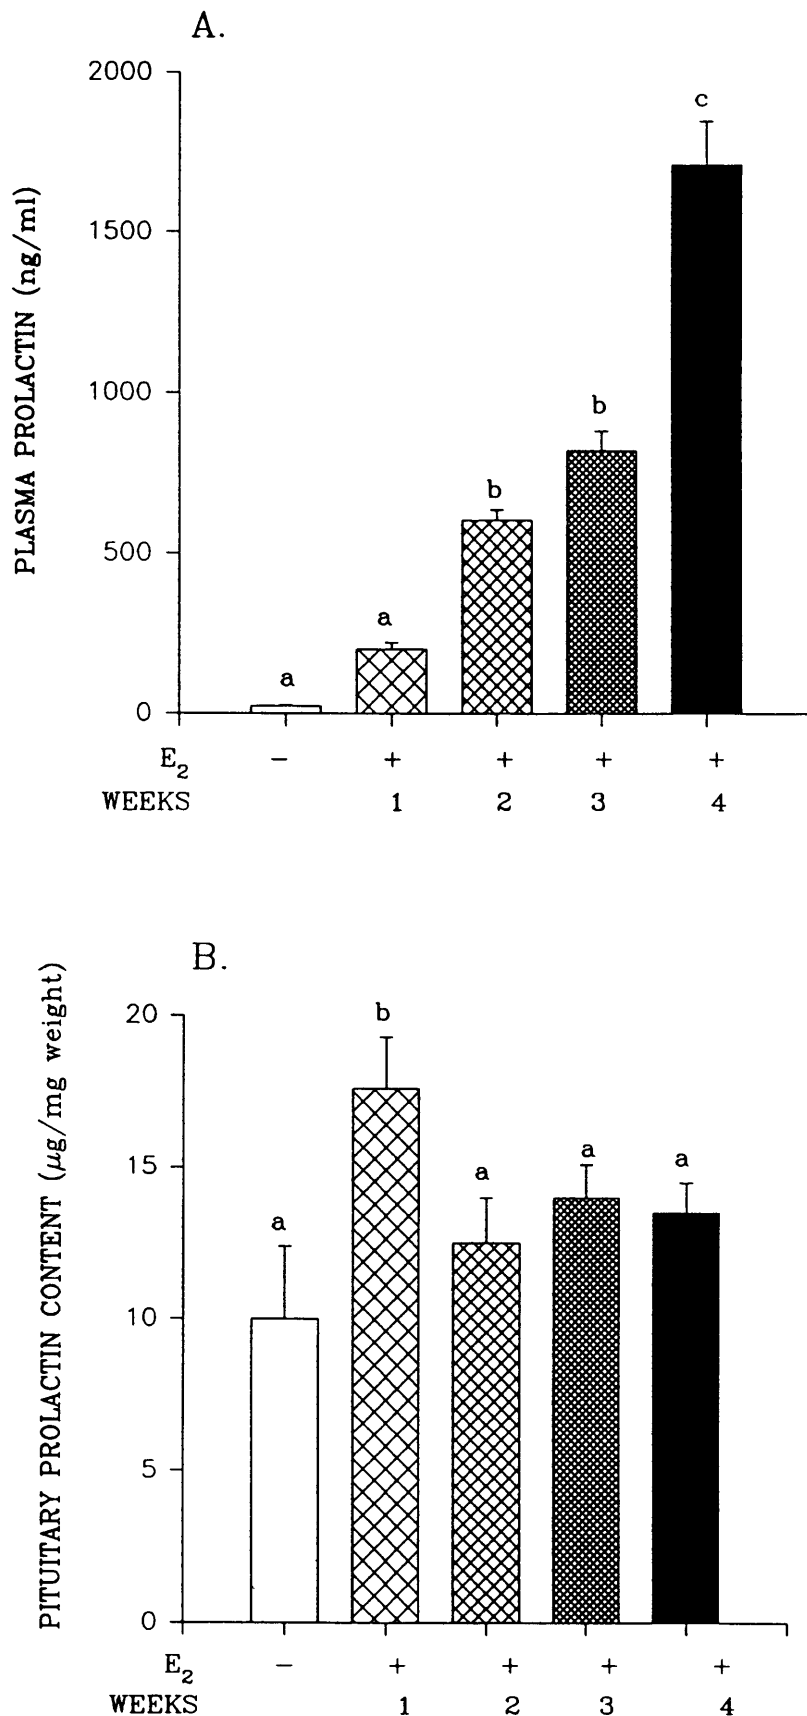 A.
PLASMA PROLACTIN (ng/ml)
2000
1500
1000
500
0
a
a
b
b
c
E2 − + + + +
WEEKS 1 2 3 4
B.
PITUITARY PROLACTIN CONTENT (μg/mg weight)
20
15
10
5
0
a
b
a
a
a
E2 − + + + +
WEEKS 1 2 3 4